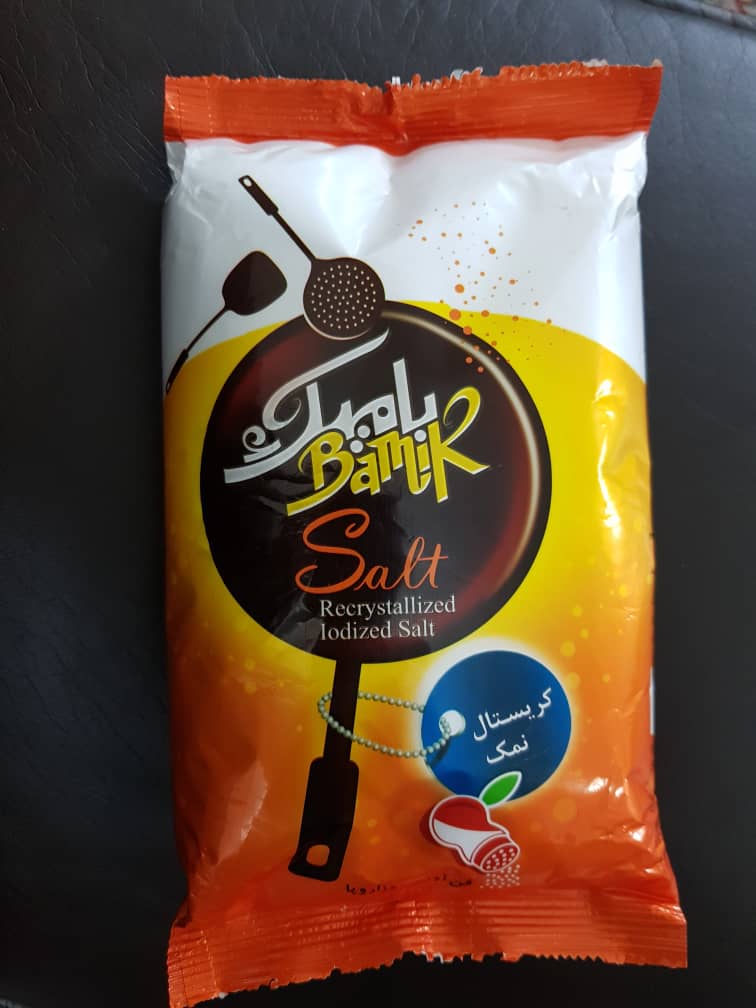 بامیک
Bamik
Salt
Recrystallized
Iodized Salt
کریستال
نمک